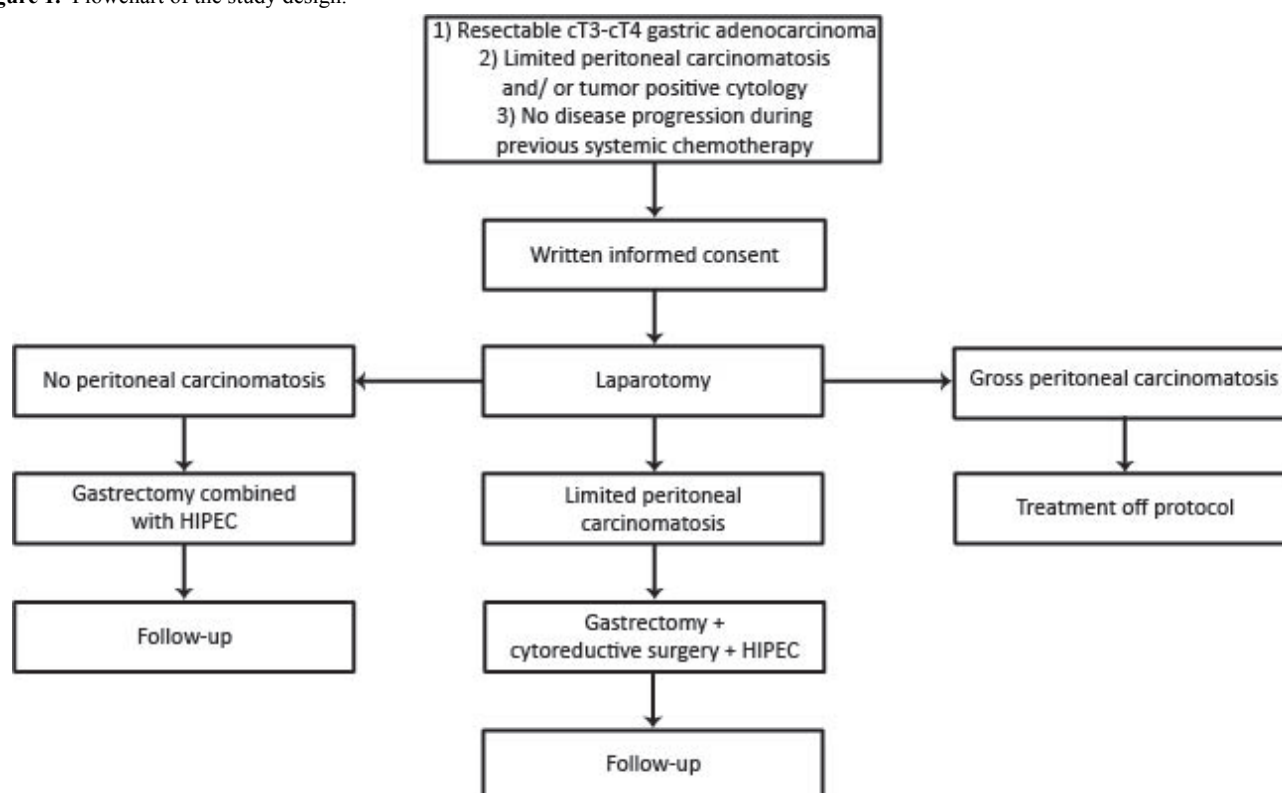 Figure 1. Flowchart of the study design.
1) Resectable cT3-cT4 gastric adenocarcinoma
2) Limited peritoneal carcinomatosis
and/ or tumor positive cytology
3) No disease progression during
previous systemic chemotherapy
Written informed consent
No peritoneal carcinomatosis
Laparotomy
Gross peritoneal carcinomatosis
Gastrectomy combined
with HIPEC
Limited peritoneal
carcinomatosis
Treatment off protocol
Follow-up
Gastrectomy +
cytoreductive surgery + HIPEC
Follow-up